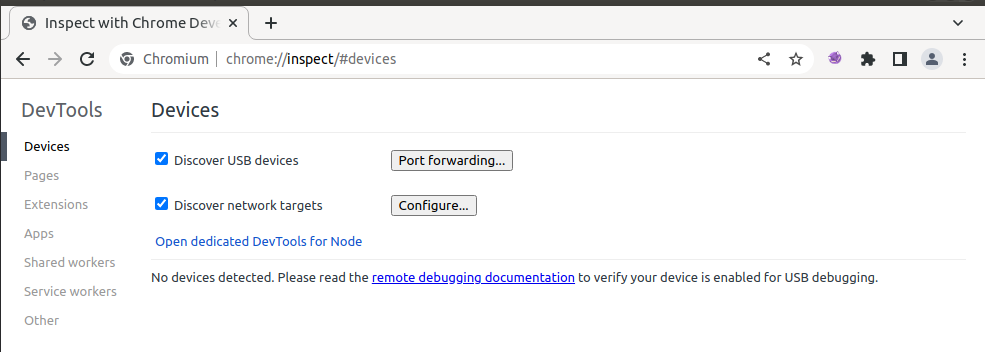 Inspect with Chrome Dev
Chromium chrome://inspect/#devices
DevTools
Devices
Pages
Extensions
Apps
Shared workers
Service workers
Other
Devices
Discover USB devices Port forwarding...
Discover network targets Configure...
Open dedicated DevTools for Node
No devices detected. Please read the remote debugging documentation to verify your device is enabled for USB debugging.